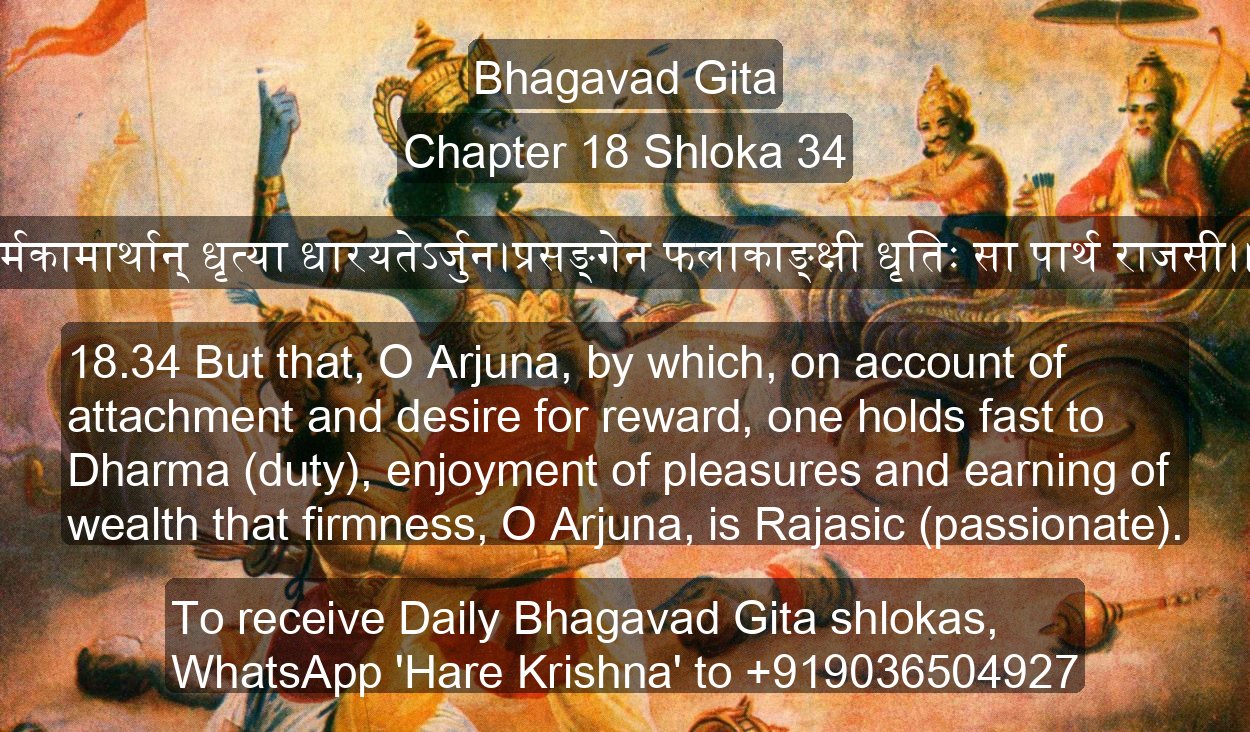 Bhagavad Gita
Chapter 18 Shloka 34
र्मकामार्थान् धृत्या धारयतेऽर्जुन।प्रसङ्गेन फलाकाङ्क्षी धृतिः सा पार्थ राजसी।।
18.34 But that, O Arjuna, by which, on account of
attachment and desire for reward, one holds fast to
Dharma (duty), enjoyment of pleasures and earning of
wealth that firmness, O Arjuna, is Rajasic (passionate).
To receive Daily Bhagavad Gita shlokas,
WhatsApp 'Hare Krishna' to +919036504927